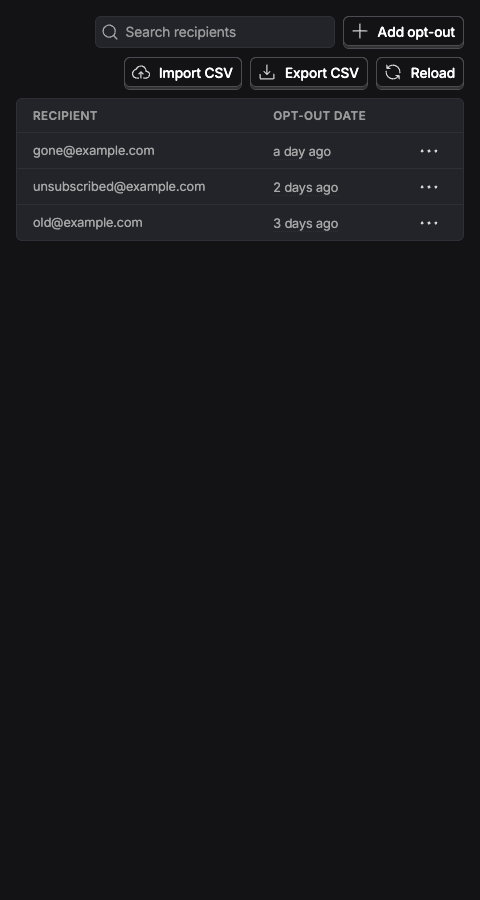 Search recipients
Add opt-out
Import CSV
Export CSV
Reload
RECIPIENT OPT-OUT DATE
gone@example.com a day ago
unsubscribed@example.com 2 days ago
old@example.com 3 days ago